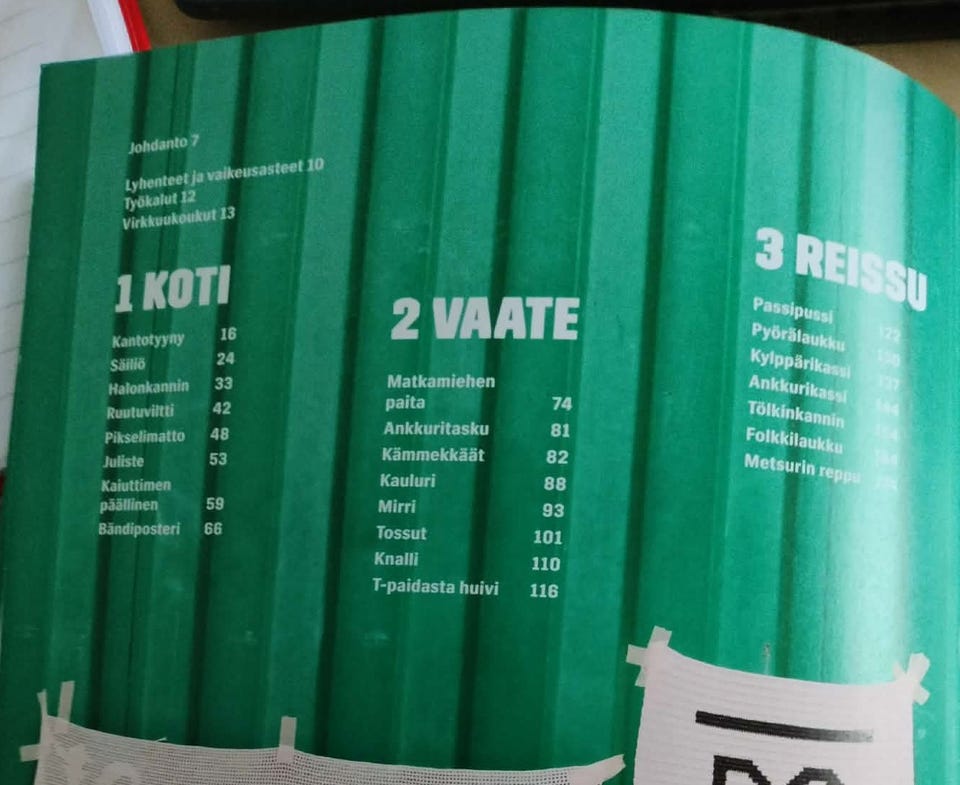 Johdanto 7
Lyhenteet ja vaikeusasteet 10
Työkalut 12
Virkkuukoukut 13
1 KOTI
Kantotyyny 16
Säiliö 24
Halonkannin 33
Ruutuviltti 42
Pikselimatto 48
Juliste 53
Kaiuttimen
päällinen 59
Bändiposteri 66
2 VAATE
Matkamiehen
paita 74
Ankkuritasku 81
Kämmekkäät 82
Kauluri 88
Mirri 93
Tossut 101
Knalli 110
T-paidasta huivi 116
3 REISSU
Passipussi
Pyörälaukku
Kylppärikassi
Ankkurikassi
Tölkinkannin
Folkkilaukku
Metsurin reppu